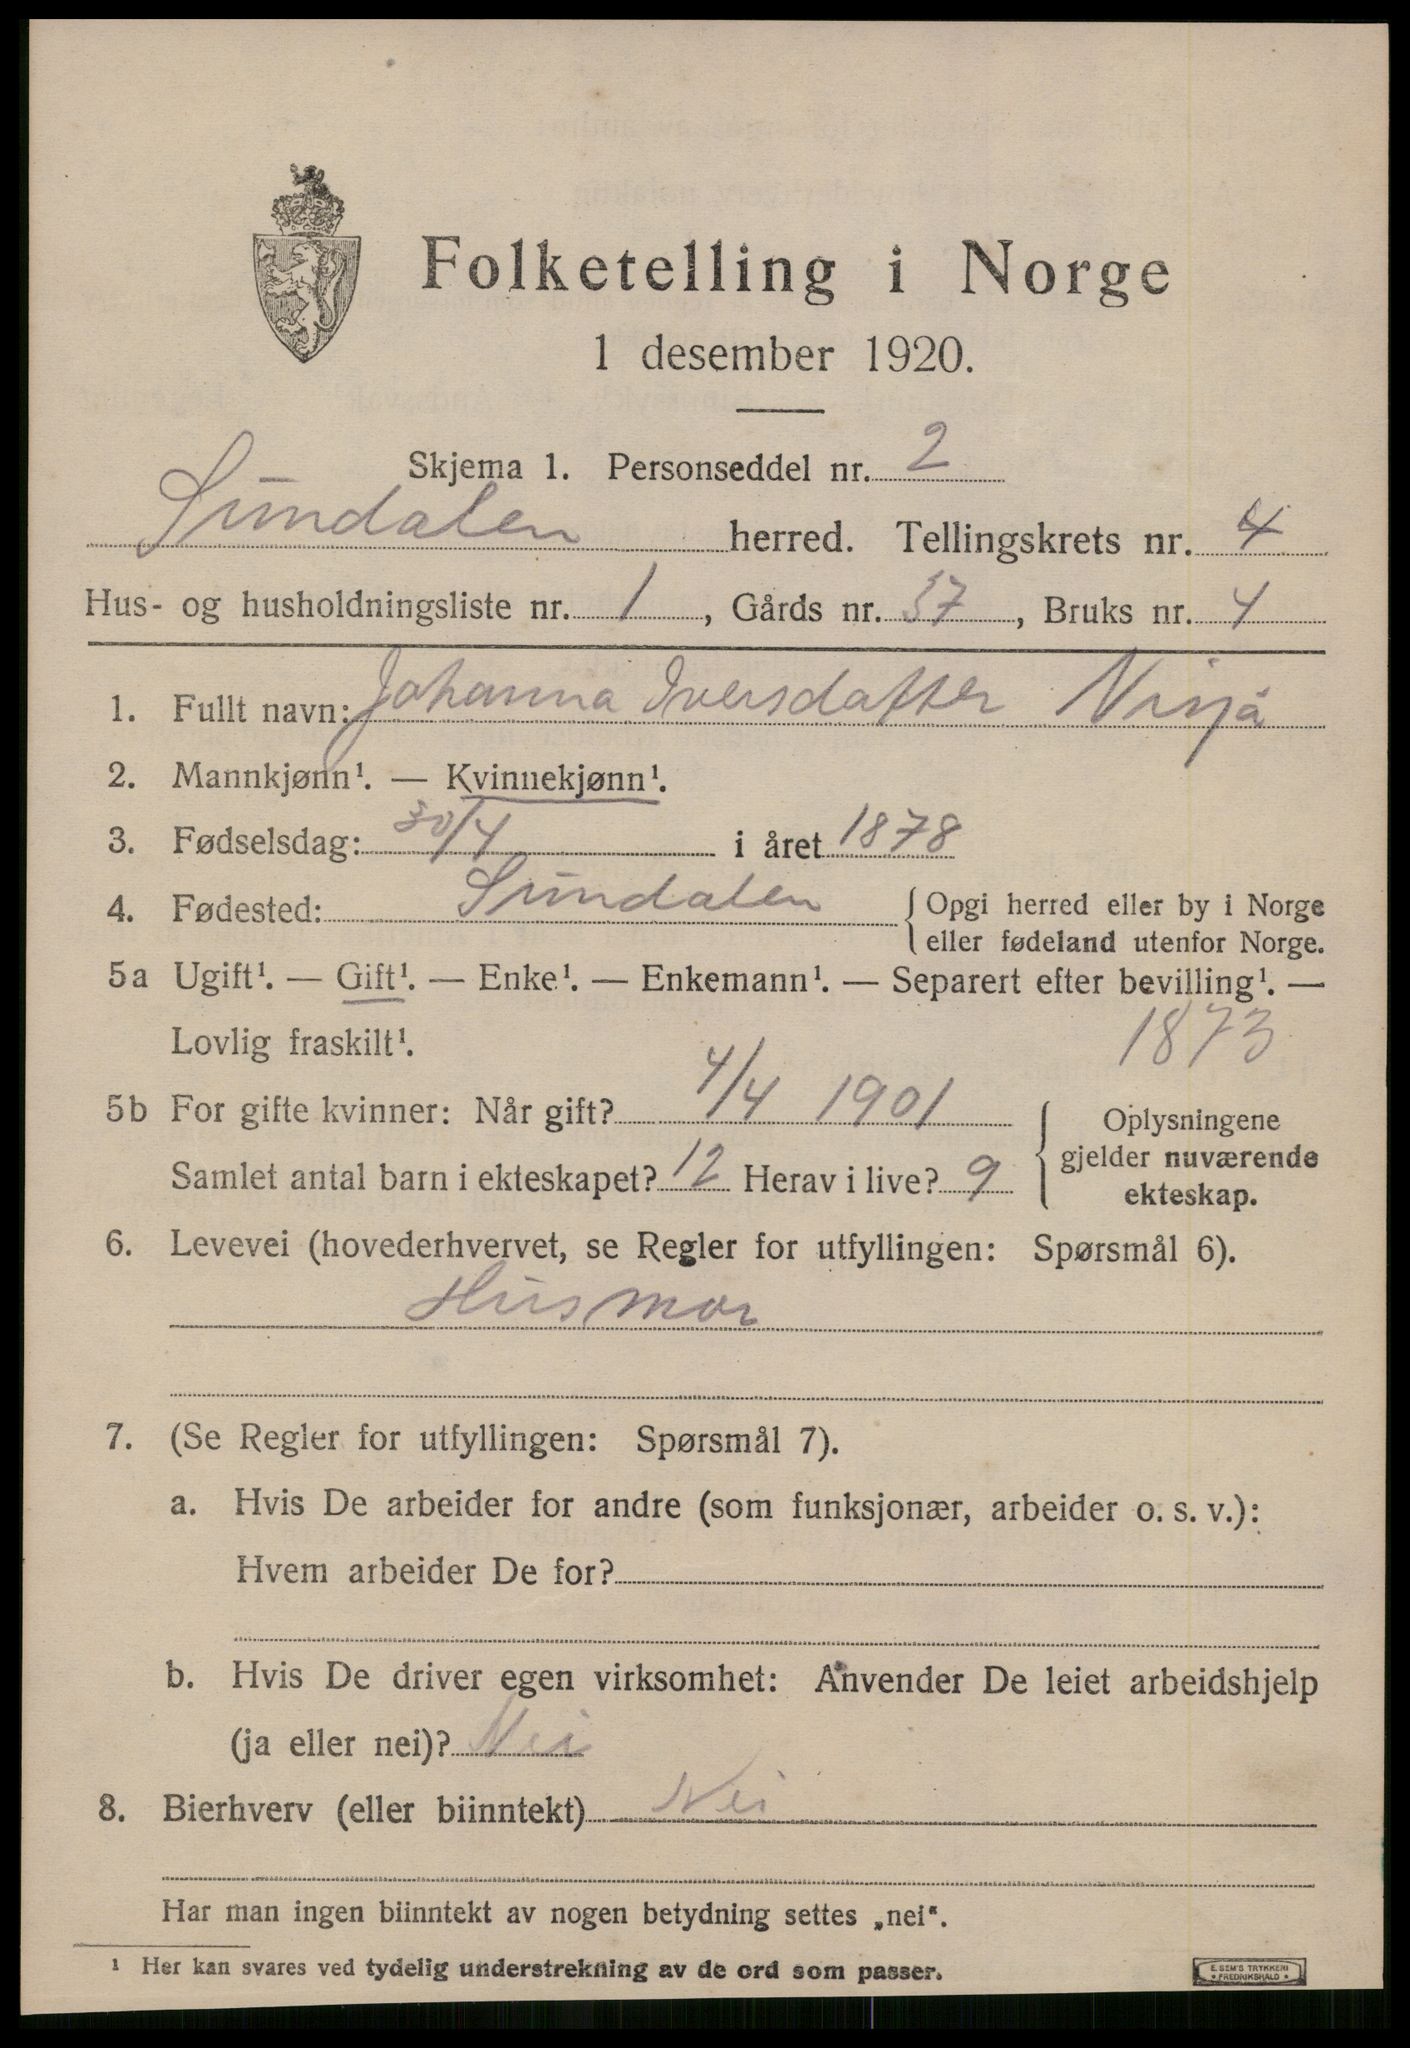 Folketelling i Norge
1 desember 1920.
Skjema 1. Personseddel nr. 2
Sundalen herred. Tellingskrets nr. 4
Hus- og husholdningsliste nr. 1, Gårds nr. 57, Bruks nr. 4
1. Fullt navn: Johanna Iversdatter
2. Mannkjønn¹. — Kvinnekjønn¹.
3. Fødselsdag: 30/4 i året 1878
4. Fødested: Sundalen { Opgi herred eller by i Norge
eller fødeland utenfor Norge.
5a Ugift¹. — Gift¹. — Enke¹. — Enkemann¹. — Separert efter bevilling¹. —
Lovlig fraskilt¹. 1873
5b For gifte kvinner: Når gift? 4/4 1901
Samlet antal barn i ekteskapet? 12 Herav i live? 9
{ Oplysningene
gjelder nuværende
ekteskap.
6. Levevei (hovederhvervet, se Regler for utfyllingen: Spørsmål 6).
Husmor
7. (Se Regler for utfyllingen: Spørsmål 7).
a. Hvis De arbeider for andre (som funksjonær, arbeider o. s. v.):
Hvem arbeider De for?
b. Hvis De driver egen virksomhet: Anvender De leiet arbeidshjelp
(ja eller nei)? Nei
8. Bierhverv (eller biinntekt) Nei
Har man ingen biinntekt av nogen betydning settes „nei“.
¹ Her kan svares ved tydelig understrekning av de ord som passer.
E. SEM'S TRYKKERI
* FREDRIKSHALD *